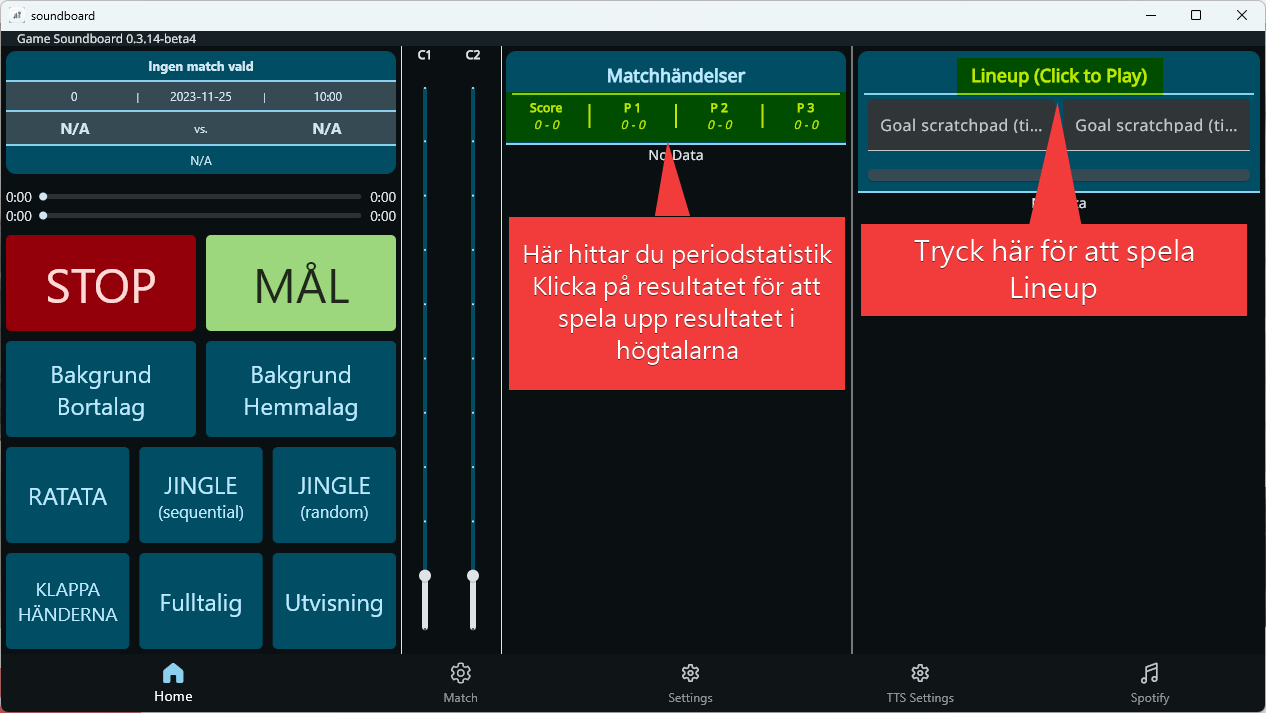 soundboard
Game Soundboard 0.3.14-beta4
Ingen match vald
0 | 2023-11-25 | 10:00
N/A vs. N/A
N/A
0:00 0:00
0:00 0:00
STOP
MÅL
Bakgrund
Bortalag
Bakgrund
Hemmalag
RATATA
JINGLE
(sequential)
JINGLE
(random)
KLAPPA
HÄNDERNA
Fulltalig
Utvisning
C1 C2
Matchhändelser
Score | P 1 | P 2 | P 3
0 - 0 0 - 0 0 - 0 0 - 0
No Data
Här hittar du periodstatistik
Klicka på resultatet för att
spela upp resultatet i
högtalarna
Lineup (Click to Play)
Goal scratchpad (ti...
Goal scratchpad (ti...
Tryck här för att spela
Lineup
Home
Match
Settings
TTS Settings
Spotify